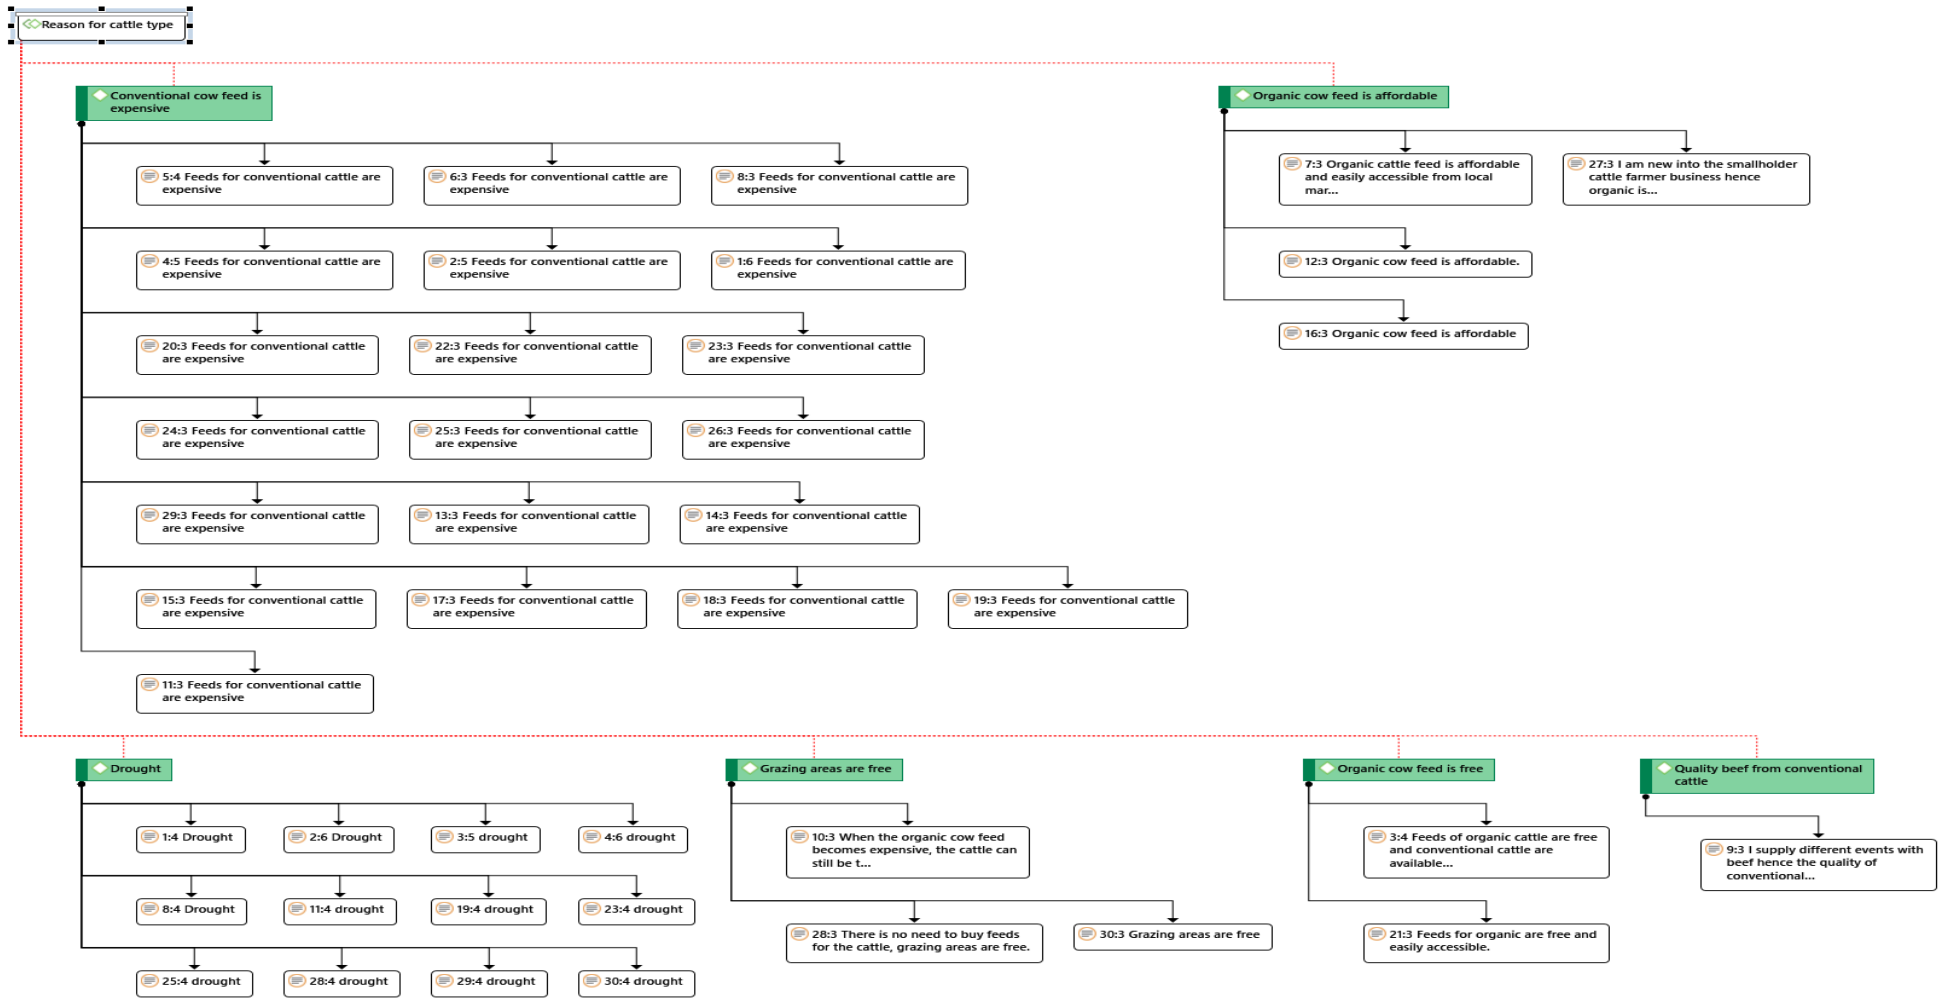 Reason for cattle type
Conventional cow feed is
expensive
Organic cow feed is affordable
5:4 Feeds for conventional cattle are
expensive
6:3 Feeds for conventional cattle are
expensive
8:3 Feeds for conventional cattle are
expensive
7:3 Organic cattle feed is affordable
and easily accessible from local
mar...
27:3 I am new into the smallholder
cattle farmer business hence
organic is...
4:5 Feeds for conventional cattle are
expensive
2:5 Feeds for conventional cattle are
expensive
1:6 Feeds for conventional cattle are
expensive
12:3 Organic cow feed is affordable.
20:3 Feeds for conventional cattle
are expensive
22:3 Feeds for conventional cattle
are expensive
23:3 Feeds for conventional cattle
are expensive
16:3 Organic cow feed is affordable
24:3 Feeds for conventional cattle
are expensive
25:3 Feeds for conventional cattle
are expensive
26:3 Feeds for conventional cattle
are expensive
29:3 Feeds for conventional cattle
are expensive
13:3 Feeds for conventional cattle
are expensive
14:3 Feeds for conventional cattle
are expensive
15:3 Feeds for conventional cattle
are expensive
17:3 Feeds for conventional cattle
are expensive
18:3 Feeds for conventional cattle
are expensive
19:3 Feeds for conventional cattle
are expensive
11:3 Feeds for conventional cattle
are expensive
Drought
Grazing areas are free
Organic cow feed is free
Quality beef from conventional
cattle
1:4 Drought
2:6 Drought
3:5 drought
4:6 drought
10:3 When the organic cow feed
becomes expensive, the cattle can
still be t...
3:4 Feeds of organic cattle are free
and conventional cattle are
available...
9:3 I supply different events with
beef hence the quality of
conventional...
8:4 Drought
11:4 drought
19:4 drought
23:4 drought
28:3 There is no need to buy feeds
for the cattle, grazing areas are free.
30:3 Grazing areas are free
21:3 Feeds for organic are free and
easily accessible.
25:4 drought
28:4 drought
29:4 drought
30:4 drought